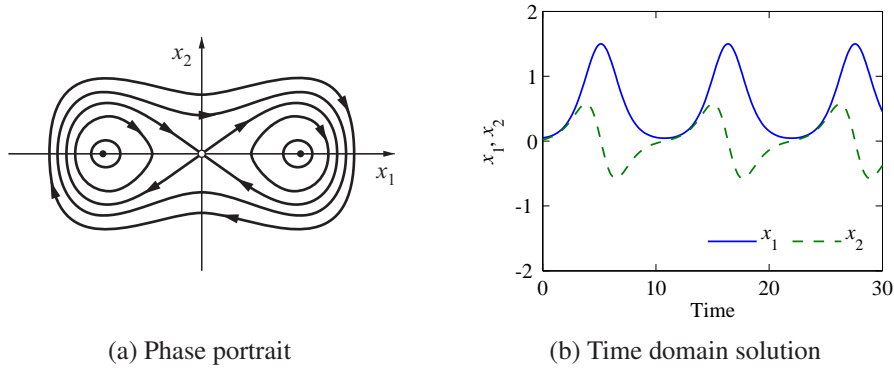 x2
x1
(a) Phase portrait
2
1
0
-1
-2
x1, x2
x1
x2
0
10
20
30
Time
(b) Time domain solution